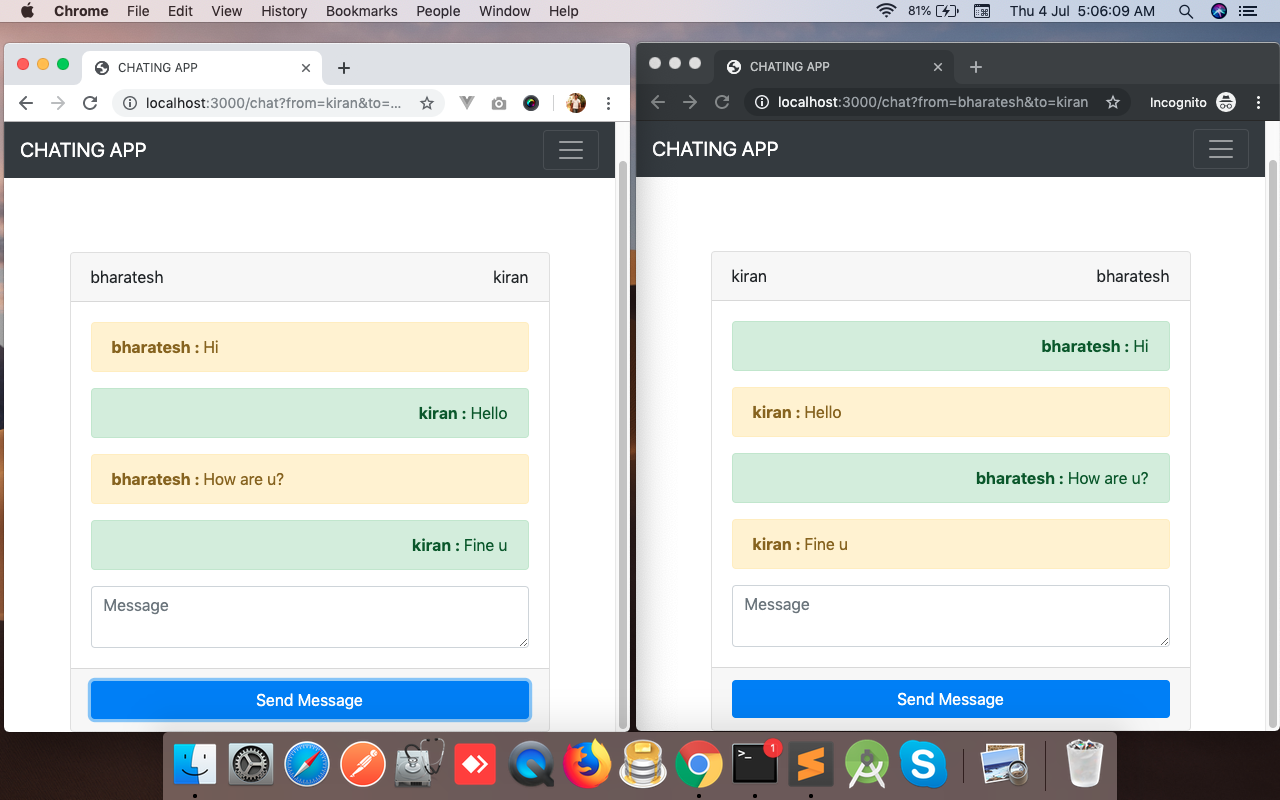 Chrome File Edit View History Bookmarks People Window Help 81% Thu 4 Jul 5:06:09 AM
CHATING APP
localhost:3000/chat?from=kiran&to=...
CHATING APP
bharatesh kiran
bharatesh : Hi
kiran : Hello
bharatesh : How are u?
kiran : Fine u
Message
Send Message
CHATING APP
localhost:3000/chat?from=bharatesh&to=kiran Incognito
CHATING APP
kiran bharatesh
bharatesh : Hi
kiran : Hello
bharatesh : How are u?
kiran : Fine u
Message
Send Message
>_ 1
S
S